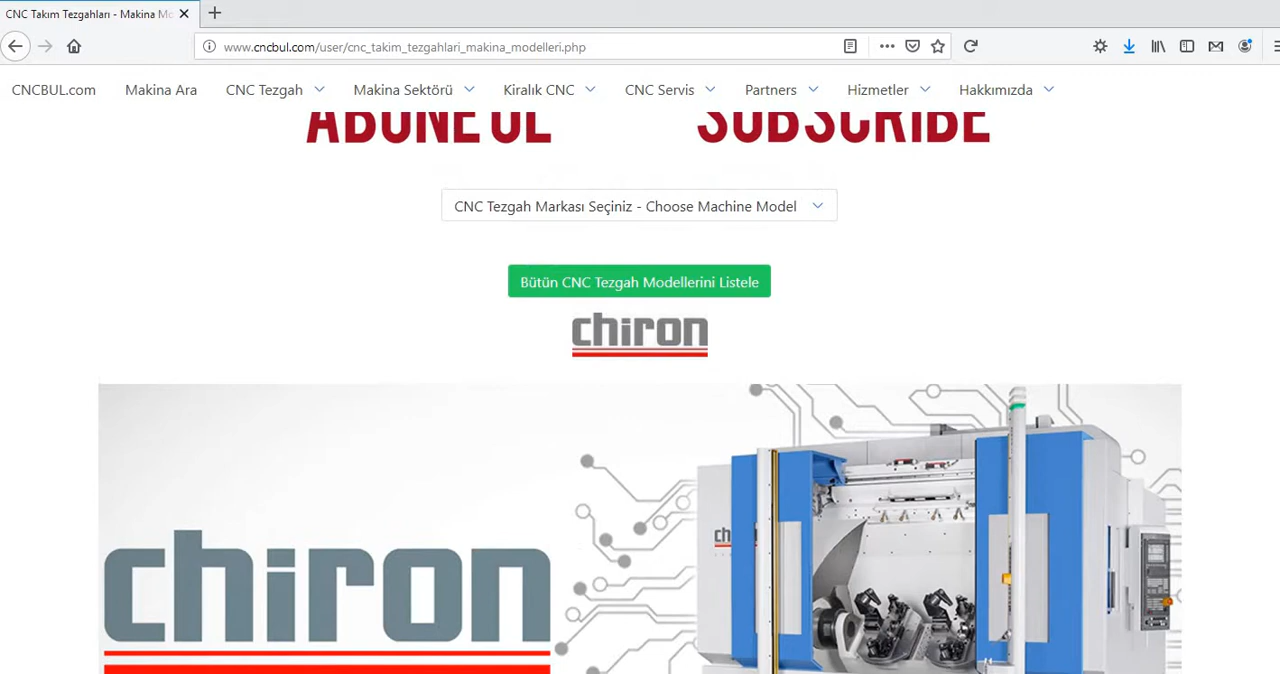 CNC Takım Tezgahları - Makina Mo
www.cncbul.com/user/cnc_takim_tezgahlari_makina_modelleri.php
CNCBUL.com Makina Ara CNC Tezgah Makina Sektörü Kiralık CNC CNC Servis Partners Hizmetler Hakkımızda
ABONE OL SUBSCRIBE
CNC Tezgah Markası Seçiniz - Choose Machine Model
Bütün CNC Tezgah Modellerini Listele
chiron
chiron